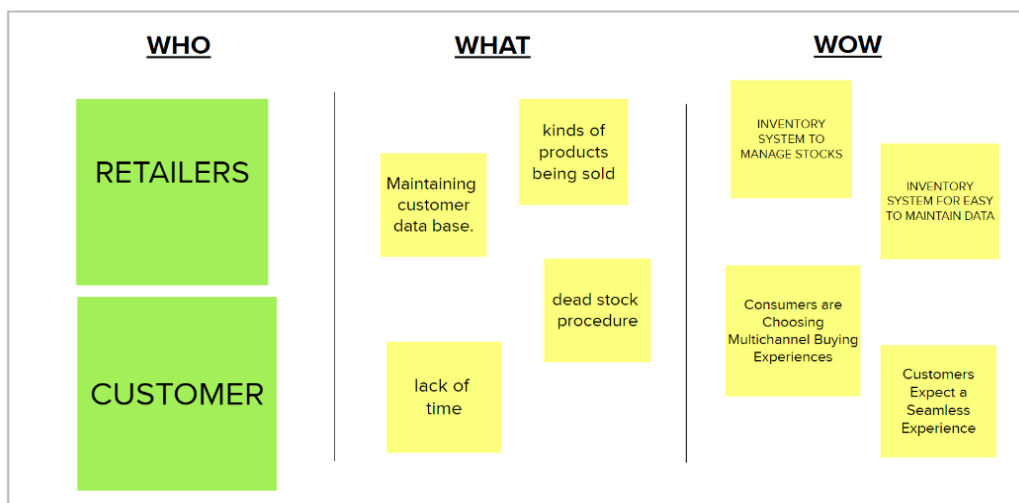 WHO
RETAILERS
CUSTOMER
WHAT
kinds of
products
being sold
Maintaining
customer
data base.
dead stock
procedure
lack of
time
WOW
INVENTORY
SYSTEM TO
MANAGE STOCKS
INVENTORY
SYSTEM FOR EASY
TO MAINTAIN DATA
Consumers are
Choosing
Multichannel Buying
Experiences
Customers
Expect a
Seamless
Experience